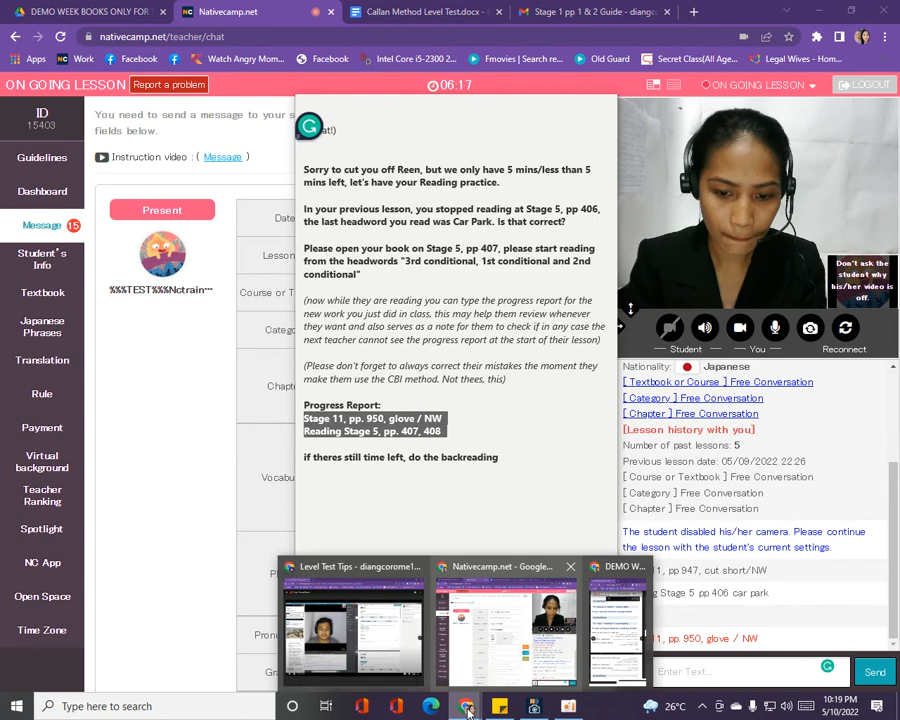 DEMO WEEK BOOKS ONLY FOR T
Nativecamp.net
Callan Method Level Test.docx -
Stage 1 pp 1 & 2 Guide - diangc
nativecamp.net/teacher/chat
Apps
Work
Facebook
Watch Angry Mom...
Facebook
Intel Core i5-2300 2...
Fmovies | Search re...
Old Guard
Secret Class(All Age...
Legal Wives - Hom...
ON GOING LESSON
Report a problem
06:17
ON GOING LESSON
LOGOUT
ID
15403
Guidelines
Dashboard
Message 15
Student's
Info
Textbook
Japanese
Phrases
Translation
Rule
Payment
Virtual
background
Teacher
Ranking
Spotlight
NC App
Open Space
Time Zone
You need to send a message to your s
fields below.
Instruction video : ( Message )
Present
%%%TEST%%%Nctrain...
Date
Lesson
Course or T
Categ
Chapt
Vocabu
Pronu
Gra
at!)
Sorry to cut you off Reen, but we only have 5 mins/less than 5
mins left, let's have your Reading practice.
In your previous lesson, you stopped reading at Stage 5, pp 406,
the last headword you read was Car Park. Is that correct?
Please open your book on Stage 5, pp 407, please start reading
from the headwords "3rd conditional, 1st conditional and 2nd
conditional"
(now while they are reading you can type the progress report for the
new work you just did in class, this may help them review whenever
they want and also serves as a note for them to check if in any case the
next teacher cannot see the progress report at the start of their lesson)
(Please don't forget to always correct their mistakes the moment they
make them use the CBI method. Not thees, this)
Progress Report:
Stage 11, pp. 950, glove / NW
Reading Stage 5, pp. 407, 408
if theres still time left, do the backreading
Don't ask the
student why
his/her video is
off.
Student
You
Reconnect
Nationality: Japanese
[ Textbook or Course ] Free Conversation
[ Category ] Free Conversation
[ Chapter ] Free Conversation
[Lesson history with you]
Number of past lessons: 5
Previous lesson date: 05/09/2022 22:26
[ Course or Textbook ] Free Conversation
[ Category ] Free Conversation
[ Chapter ] Free Conversation
The student disabled his/her camera. Please continue
the lesson with the student's current settings.
1, pp 947, cut short/NW
g Stage 5 pp 406 car park
1, pp. 950, glove / NW
Enter Text...
Send
Level Test Tips - diangcorome1...
Nativecamp.net - Google...
DEMO W...
Type here to search
26°C
10:19 PM
5/10/2022